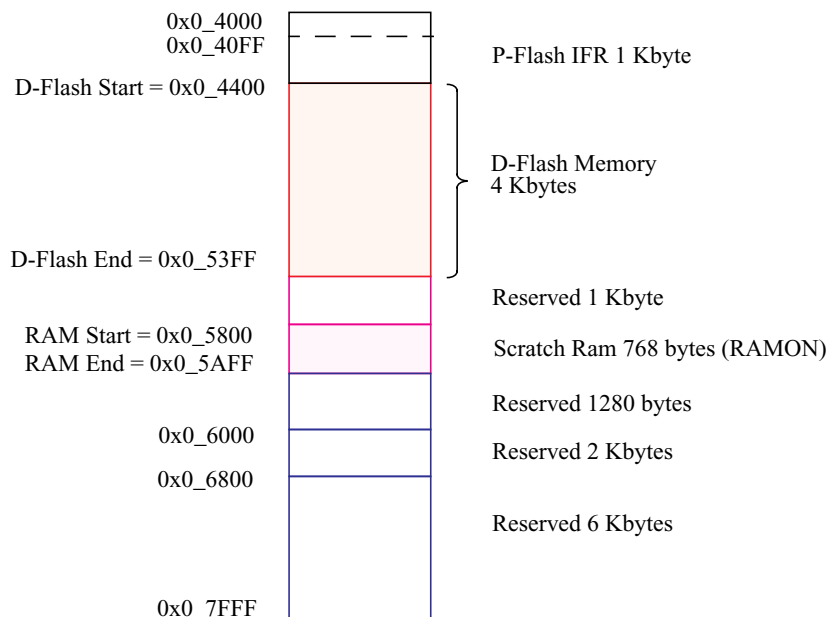 0x0_4000
0x0_40FF
P-Flash IFR 1 Kbyte
D-Flash Start = 0x0_4400
D-Flash Memory
4 Kbytes
D-Flash End = 0x0_53FF
Reserved 1 Kbyte
RAM Start = 0x0_5800
Scratch Ram 768 bytes (RAMON)
RAM End = 0x0_5AFF
Reserved 1280 bytes
0x0_6000
Reserved 2 Kbytes
0x0_6800
Reserved 6 Kbytes
0x0_7FFF